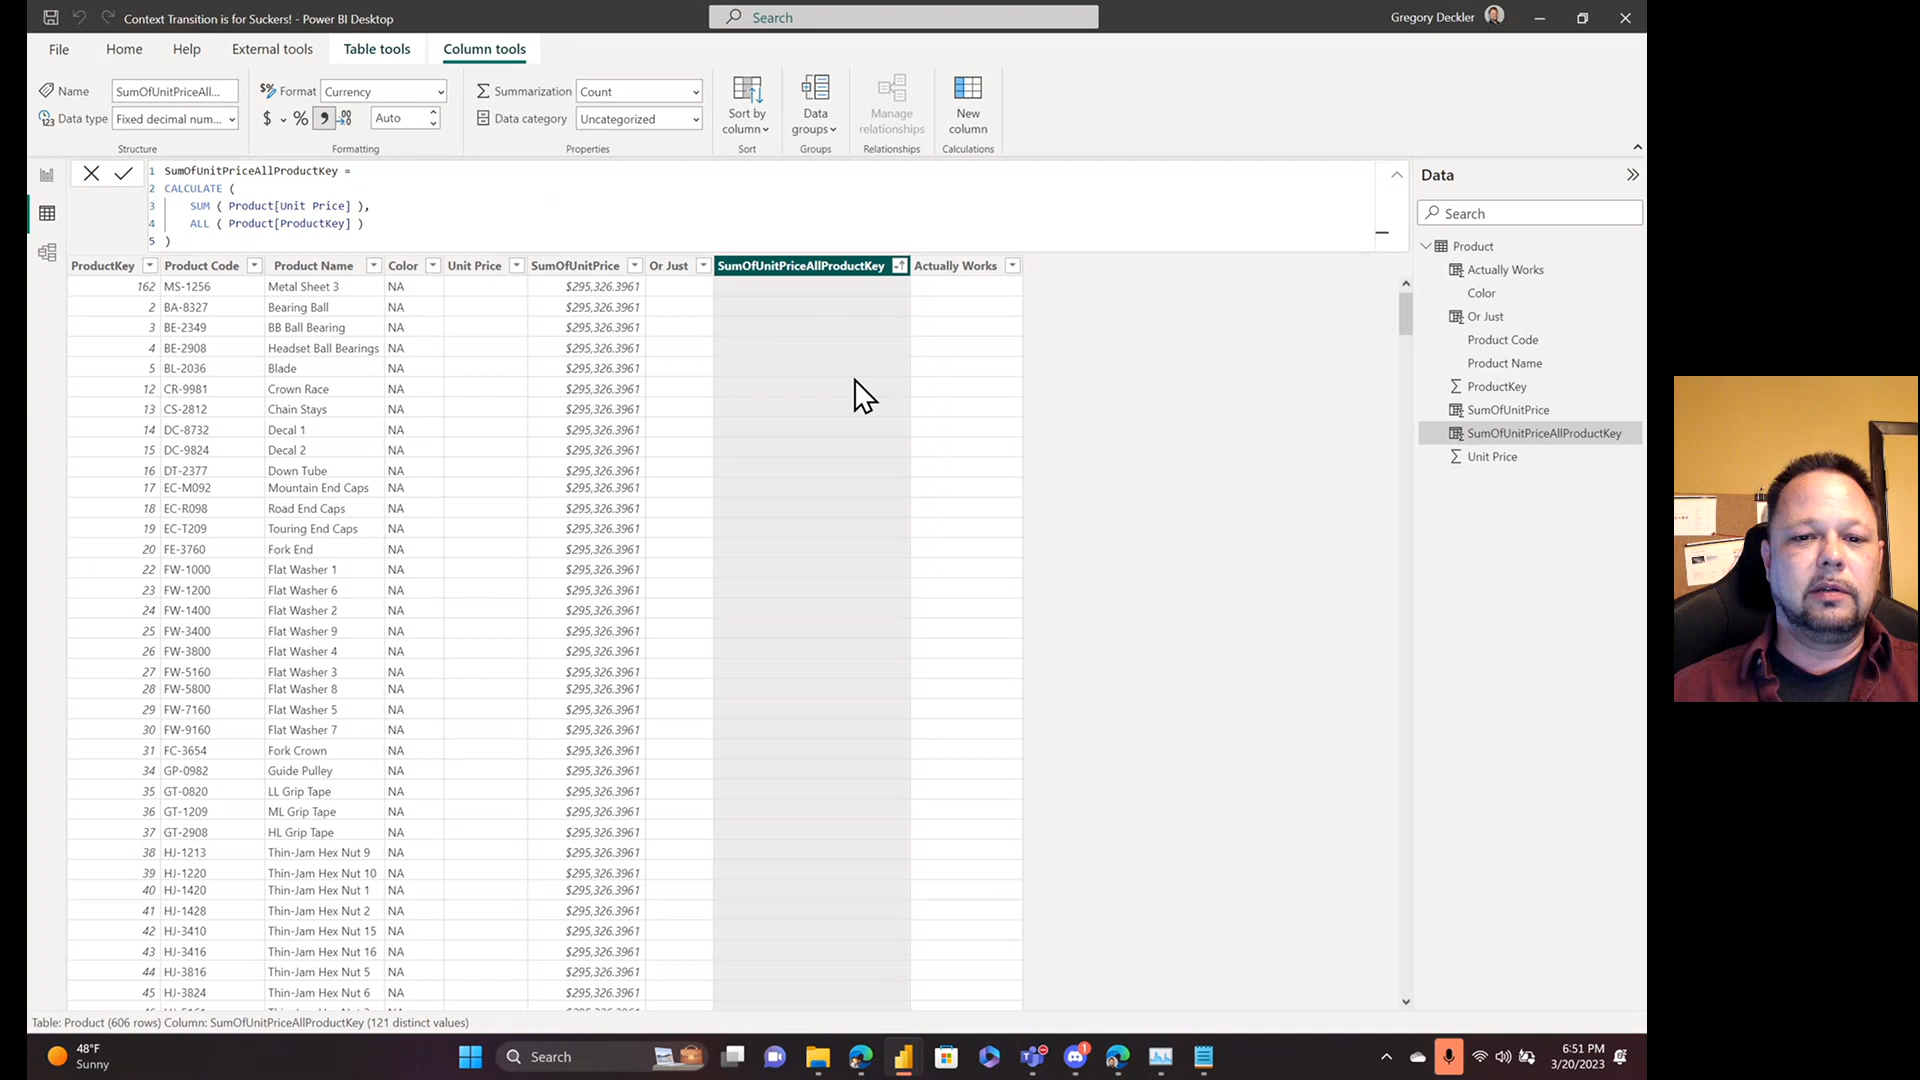 Context Transition is for Suckers! - Power BI Desktop
Search
Gregory Deckler
File Home Help External tools Table tools Column tools
Name SumOfUnitPriceAll...
Data type Fixed decimal num...
Structure
Format Currency
$ % , .00 Auto
Formatting
Summarization Count
Data category Uncategorized
Properties
Sort by column
Sort
Data groups
Groups
Manage relationships
Relationships
New column
Calculations
1 SumOfUnitPriceAllProductKey =
2 CALCULATE (
3 SUM ( Product[Unit Price] ),
4 ALL ( Product[ProductKey] )
5 )
ProductKey Product Code Product Name Color Unit Price SumOfUnitPrice Or Just SumOfUnitPriceAllProductKey Actually Works
162 MS-1256 Metal Sheet 3 NA $295,326.3961
2 BA-8327 Bearing Ball NA $295,326.3961
3 BE-2349 BB Ball Bearing NA $295,326.3961
4 BE-2908 Headset Ball Bearings NA $295,326.3961
5 BL-2036 Blade NA $295,326.3961
12 CR-9981 Crown Race NA $295,326.3961
13 CS-2812 Chain Stays NA $295,326.3961
14 DC-8732 Decal 1 NA $295,326.3961
15 DC-9824 Decal 2 NA $295,326.3961
16 DT-2377 Down Tube NA $295,326.3961
17 EC-M092 Mountain End Caps NA $295,326.3961
18 EC-R098 Road End Caps NA $295,326.3961
19 EC-T209 Touring End Caps NA $295,326.3961
20 FE-3760 Fork End NA $295,326.3961
22 FW-1000 Flat Washer 1 NA $295,326.3961
23 FW-1200 Flat Washer 6 NA $295,326.3961
24 FW-1400 Flat Washer 2 NA $295,326.3961
25 FW-3400 Flat Washer 9 NA $295,326.3961
26 FW-3800 Flat Washer 4 NA $295,326.3961
27 FW-5160 Flat Washer 3 NA $295,326.3961
28 FW-5800 Flat Washer 8 NA $295,326.3961
29 FW-7160 Flat Washer 5 NA $295,326.3961
30 FW-9160 Flat Washer 7 NA $295,326.3961
31 FC-3654 Fork Crown NA $295,326.3961
34 GP-0982 Guide Pulley NA $295,326.3961
35 GT-0820 LL Grip Tape NA $295,326.3961
36 GT-1209 ML Grip Tape NA $295,326.3961
37 GT-2908 HL Grip Tape NA $295,326.3961
38 HJ-1213 Thin-Jam Hex Nut 9 NA $295,326.3961
39 HJ-1220 Thin-Jam Hex Nut 10 NA $295,326.3961
40 HJ-1420 Thin-Jam Hex Nut 1 NA $295,326.3961
41 HJ-1428 Thin-Jam Hex Nut 2 NA $295,326.3961
42 HJ-3410 Thin-Jam Hex Nut 15 NA $295,326.3961
43 HJ-3416 Thin-Jam Hex Nut 16 NA $295,326.3961
44 HJ-3816 Thin-Jam Hex Nut 5 NA $295,326.3961
45 HJ-3824 Thin-Jam Hex Nut 6 NA $295,326.3961
Data
Search
Product
Actually Works
Color
Or Just
Product Code
Product Name
ProductKey
SumOfUnitPrice
SumOfUnitPriceAllProductKey
Unit Price
Table: Product (606 rows) Column: SumOfUnitPriceAllProductKey (121 distinct values)
48°F
Sunny
Search
1
6:51 PM
3/20/2023